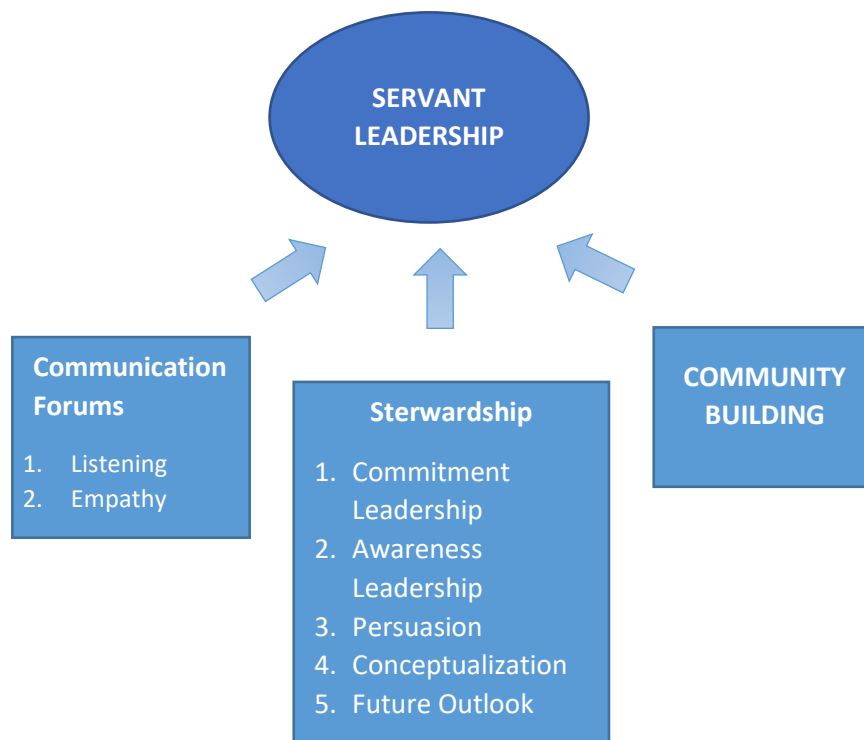 SERVANT
LEADERSHIP
Communication
Forums
1. Listening
2. Empathy
Sterwardship
1. Commitment
Leadership
2. Awareness
Leadership
3. Persuasion
4. Conceptualization
5. Future Outlook
COMMUNITY
BUILDING